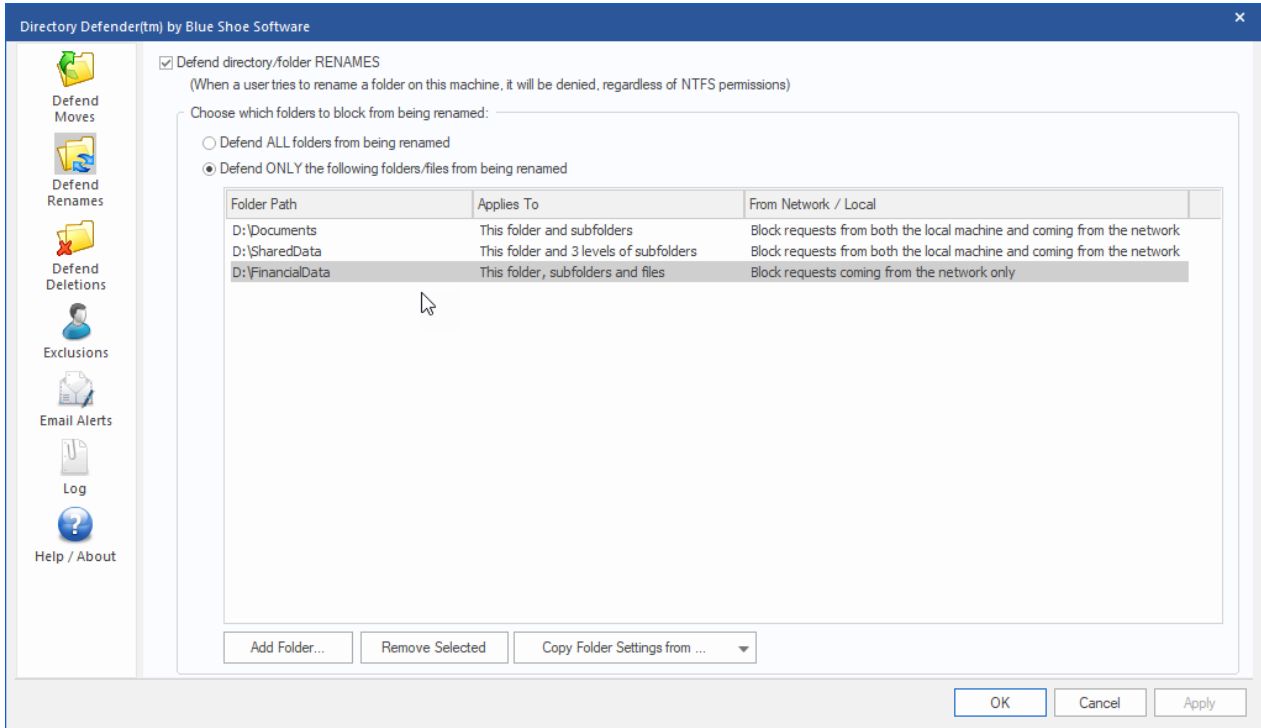 Directory Defender(tm) by Blue Shoe Software
Defend
Moves
Defend
Renames
Defend
Deletions
Exclusions
Email Alerts
Log
Help / About
Defend directory/folder RENAMES
(When a user tries to rename a folder on this machine, it will be denied, regardless of NTFS permissions)
Choose which folders to block from being renamed:
Defend ALL folders from being renamed
Defend ONLY the following folders/files from being renamed
Folder Path Applies To From Network / Local
D:\Documents This folder and subfolders Block requests from both the local machine and coming from the network
D:\SharedData This folder and 3 levels of subfolders Block requests from both the local machine and coming from the network
D:\FinancialData This folder, subfolders and files Block requests coming from the network only
Add Folder... Remove Selected Copy Folder Settings from ...
OK Cancel Apply